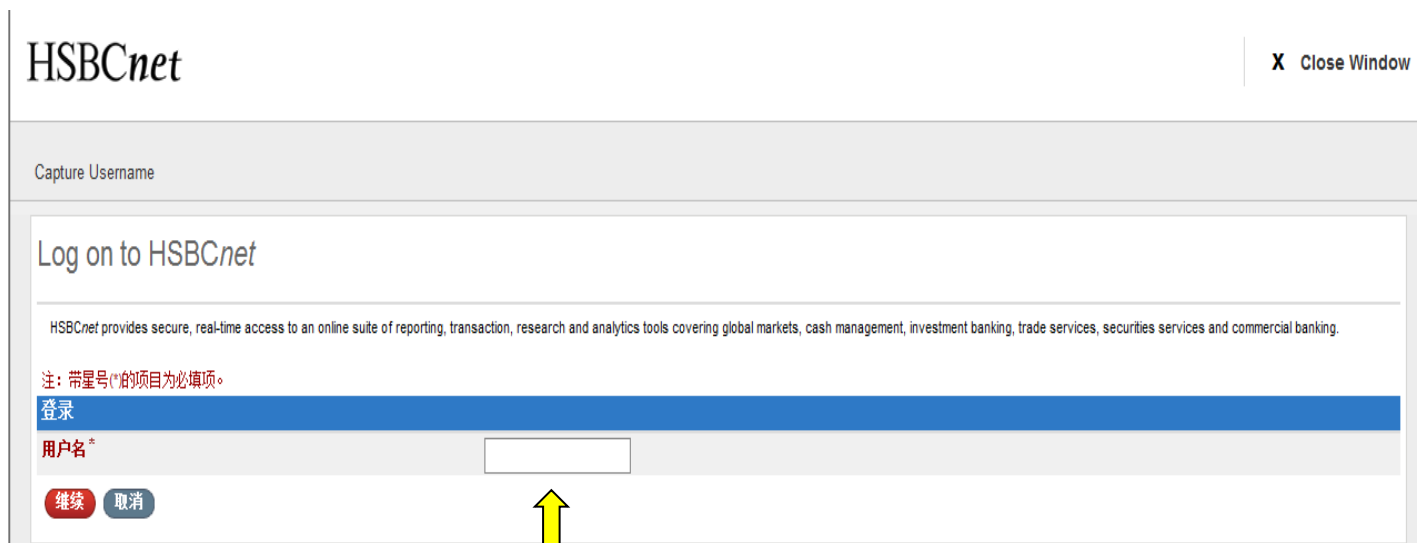 HSBCnet
X Close Window
Capture Username
Log on to HSBCnet
HSBCnet provides secure, real-time access to an online suite of reporting, transaction, research and analytics tools covering global markets, cash management, investment banking, trade services, securities services and commercial banking.
注：带星号(*)的项目为必填项。
登录
用户名*
继续 取消